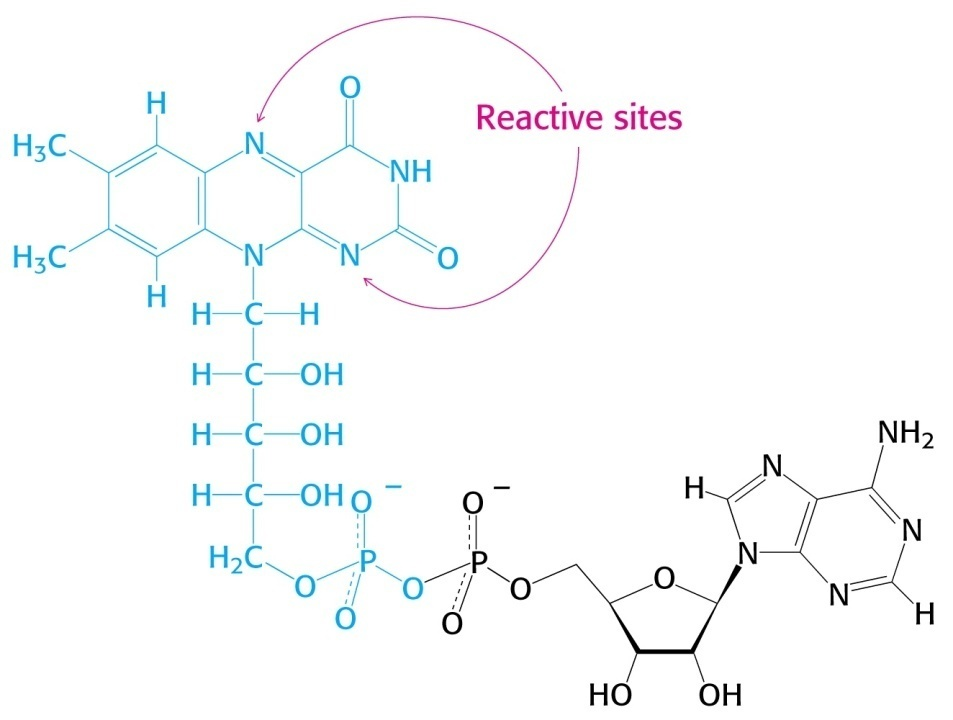 O
H
Reactive sites
H₃C
N
NH
H₃C
N
N
O
H
H—C—H
H—C—OH
H—C—OH
NH₂
H—C—OH
O⁻
O⁻
H
N
N
H₂C
P
P
N
O
O
O
O
O
O
N
H
HO
OH